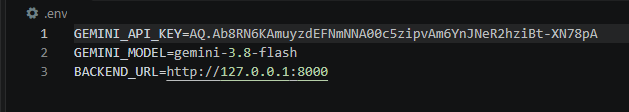 .env
1 GEMINI_API_KEY=AQ.Ab8RN6KAmuyzdEFNmNNA00c5zipvAm6YnJNeR2hziBt-XN78pA
2 GEMINI_MODEL=gemini-3.8-flash
3 BACKEND_URL=http://127.0.0.1:8000